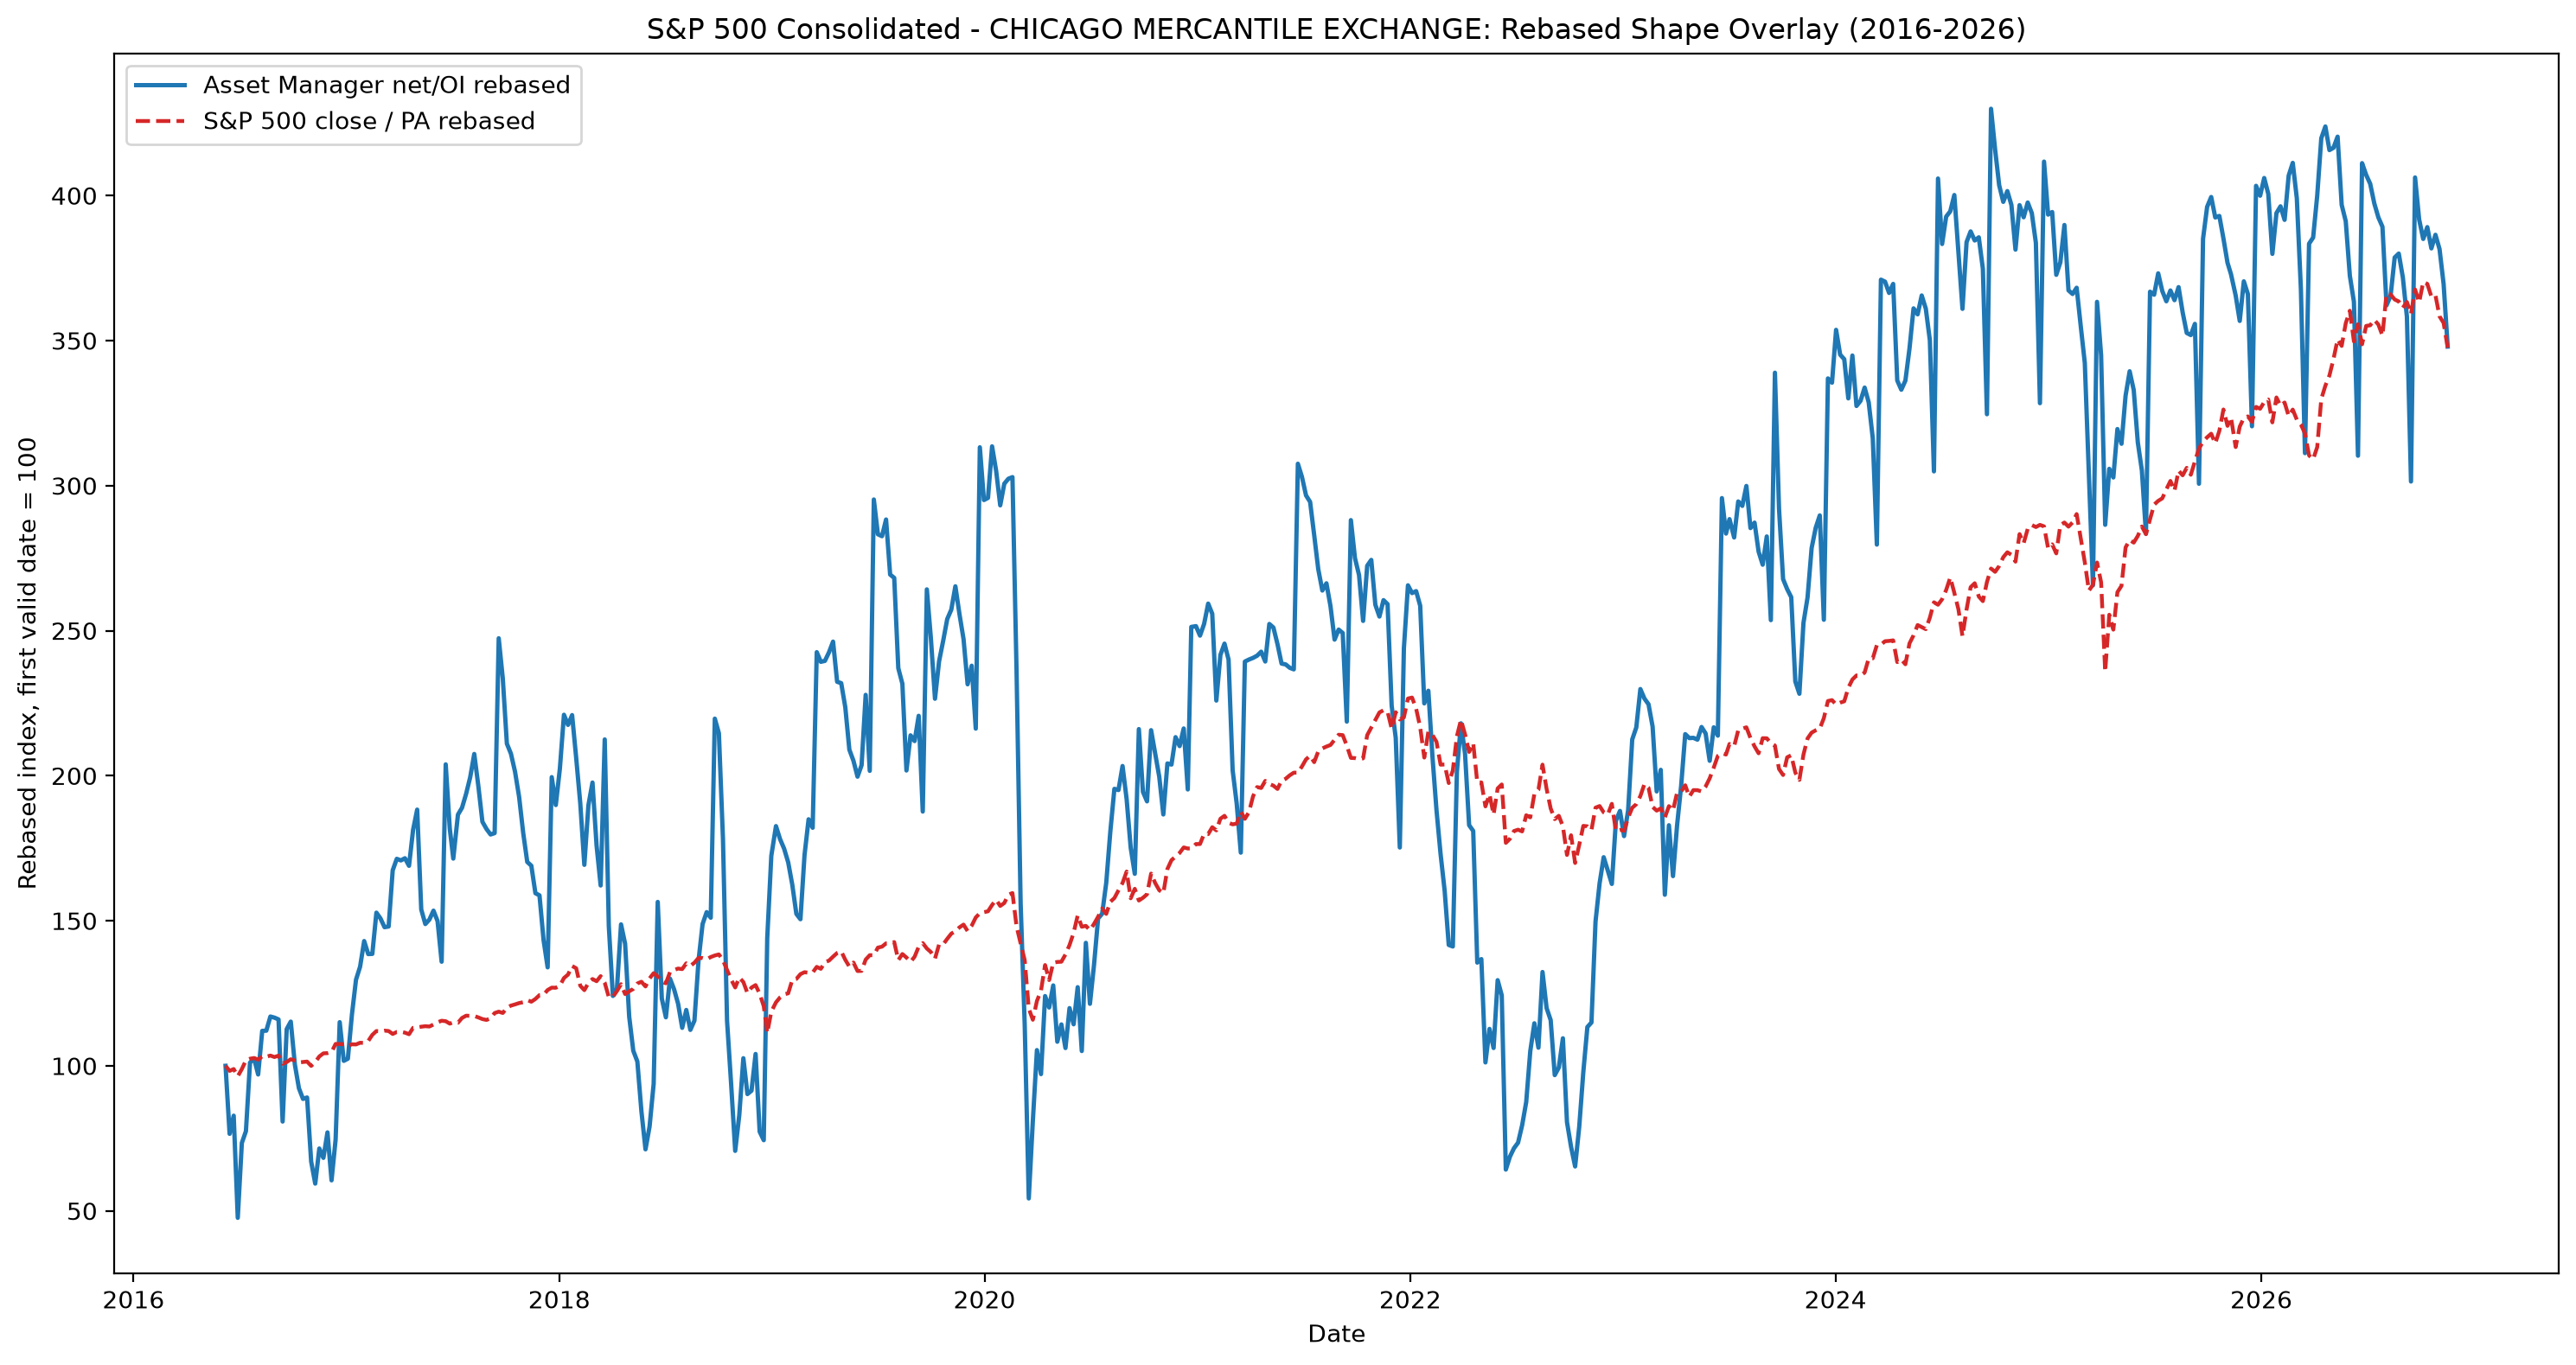 S&P 500 Consolidated - CHICAGO MERCANTILE EXCHANGE: Rebased Shape Overlay (2016-2026)
Asset Manager net/OI rebased
S&P 500 close / PA rebased
Rebased index, first valid date = 100
400
350
300
250
200
150
100
50
2016
2018
2020
2022
2024
2026
Date